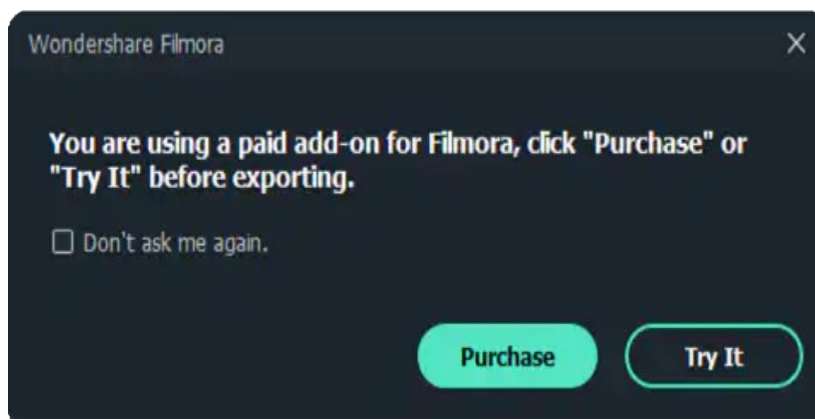 Wondershare Filmora
You are using a paid add-on for Filmora, click "Purchase" or
"Try It" before exporting.
Don't ask me again.
Purchase
Try It